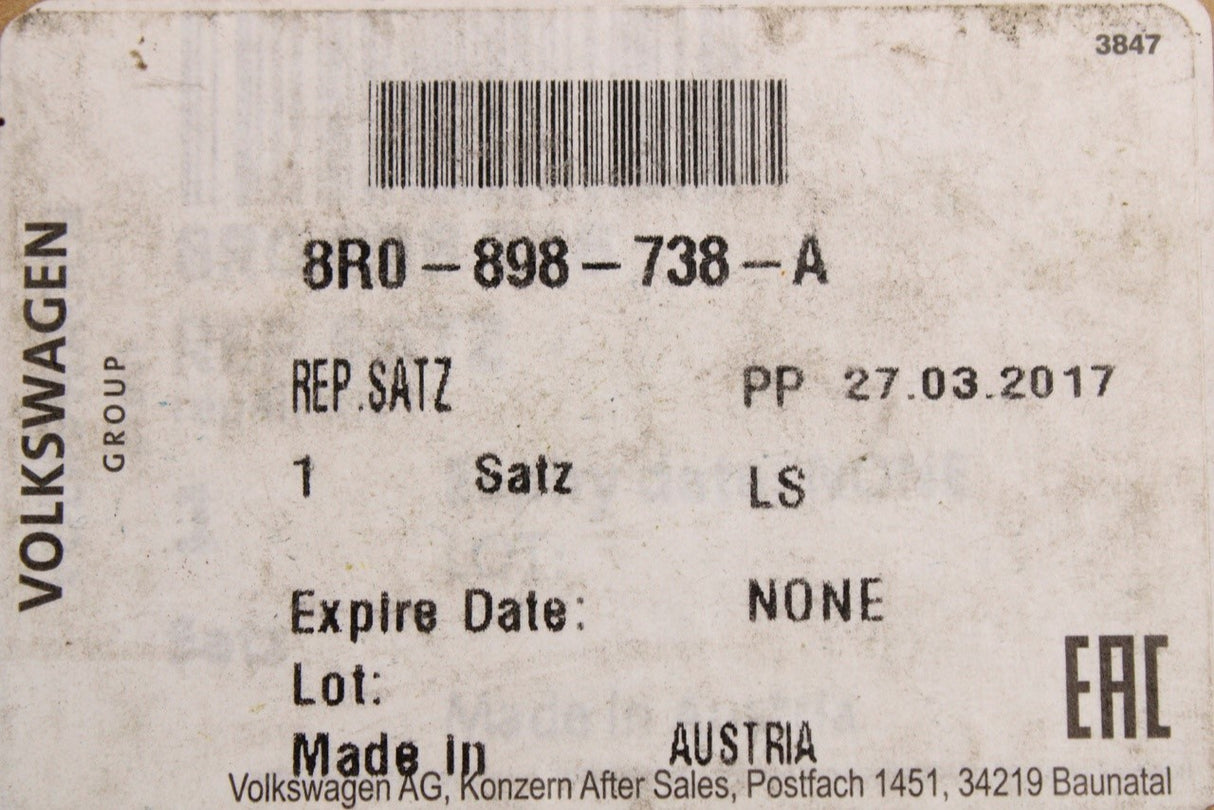 3847
VOLKSWAGEN
GROUP
8R0 - 898 - 738 - A
REP.SATZ PP 27.03.2017
1 Satz LS
Expire Date: NONE
Lot:
EAC
Made in AUSTRIA
Volkswagen AG, Konzern After Sales, Postfach 1451, 34219 Baunatal